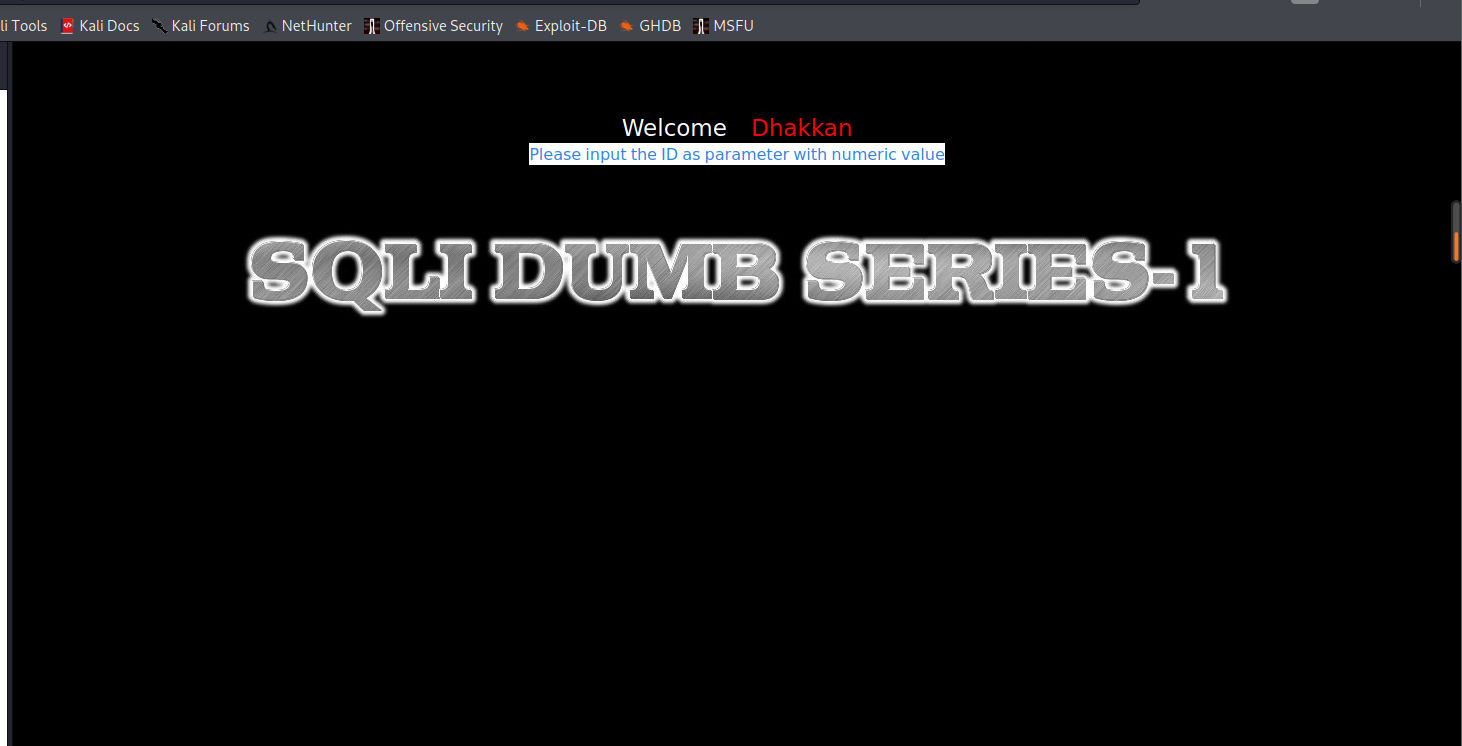 li Tools Kali Docs Kali Forums NetHunter Offensive Security Exploit-DB GHDB MSFU
Welcome Dhakkan
Please input the ID as parameter with numeric value
SQLI DUMB SERIES-1